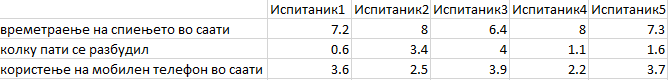 Испитаник1 Испитаник2 Испитаник3 Испитаник4 Испитаник5
времетраење на спиењето во саати 7.2 8 6.4 8 7.3
колку пати се разбудил 0.6 3.4 4 1.1 1.6
користење на мобилен телефон во саати 3.6 2.5 3.9 2.2 3.7